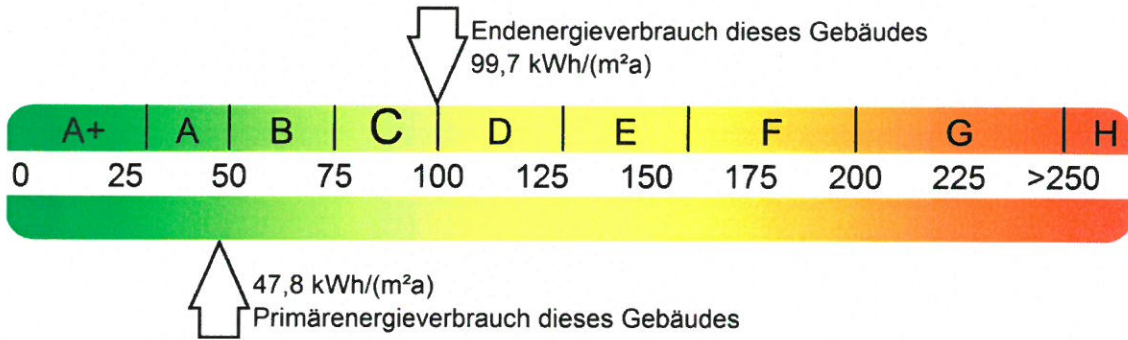 Endenergieverbrauch dieses Gebäudes
99,7 kWh/(m²a)
A+ A B C D E F G H
0 25 50 75 100 125 150 175 200 225 >250
47,8 kWh/(m²a)
Primärenergieverbrauch dieses Gebäudes